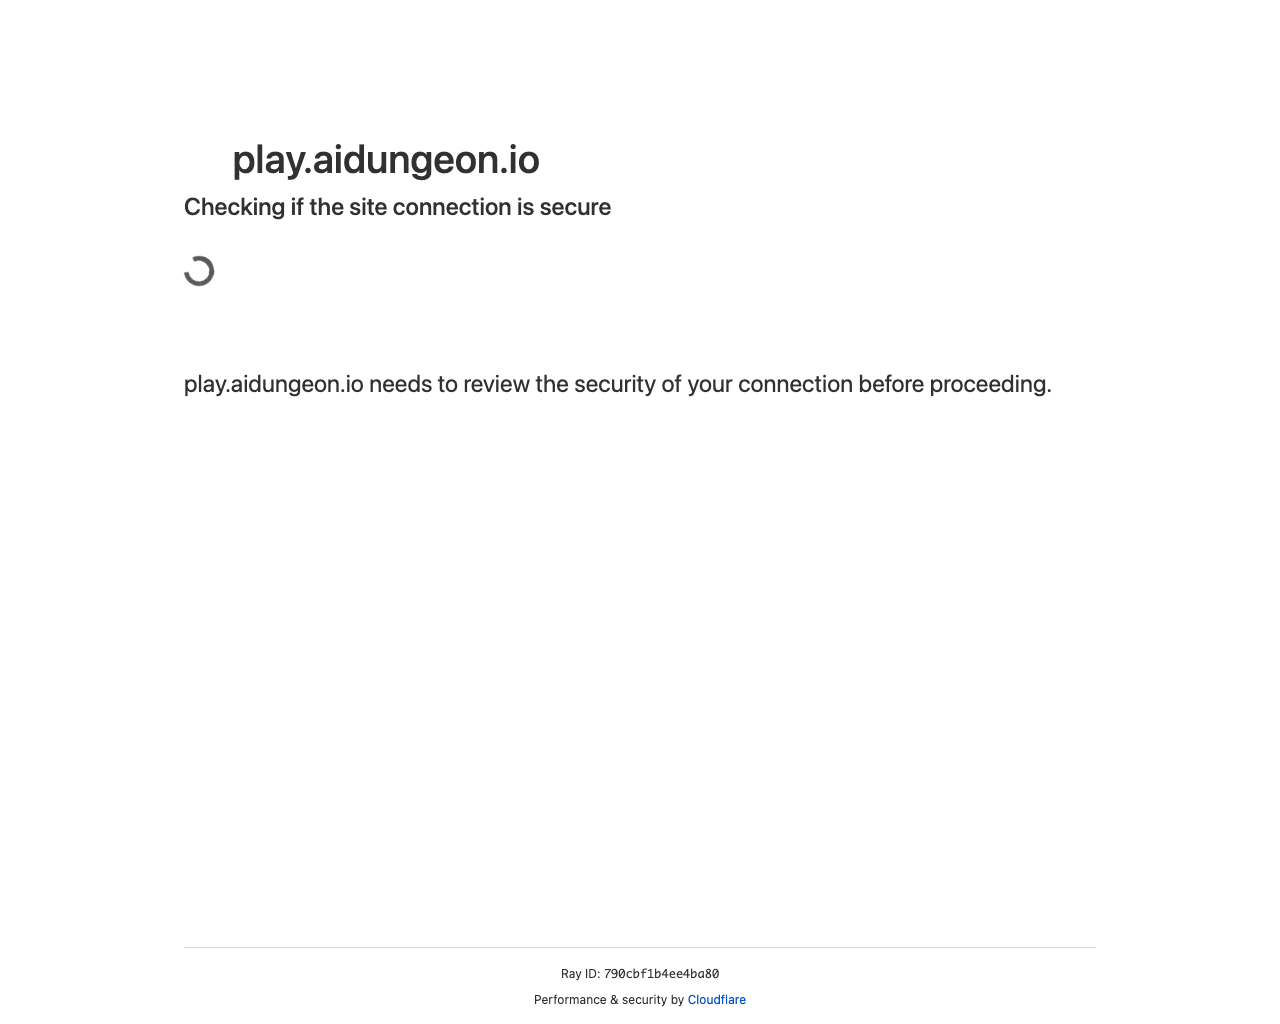 play.aidungeon.io
Checking if the site connection is secure
play.aidungeon.io needs to review the security of your connection before proceeding.
Ray ID: 790cbf1b4ee4ba80
Performance & security by Cloudflare